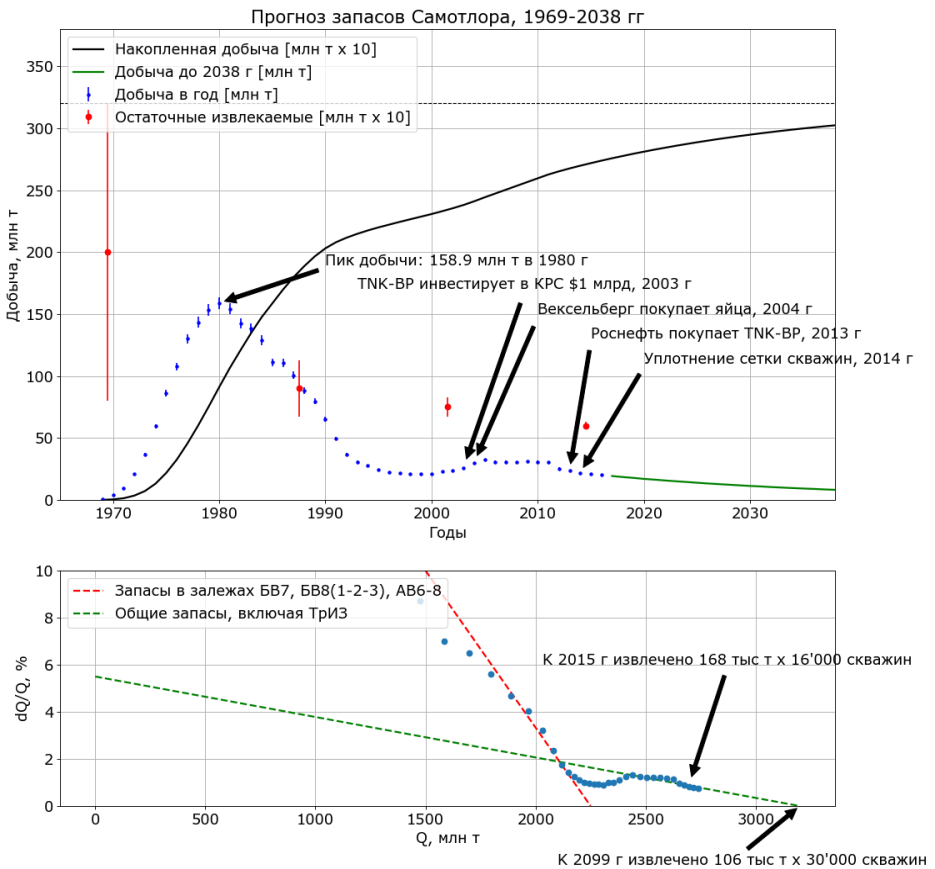 Прогноз запасов Самотлора, 1969-2038 гг
Накопленная добыча [млн т x 10]
Добыча до 2038 г [млн т]
Добыча в год [млн т]
Остаточные извлекаемые [млн т x 10]
350
300
250
200
150
100
50
0
Добыча, млн т
Пик добычи: 158.9 млн т в 1980 г
TNK-BP инвестирует в КРС $1 млрд, 2003 г
Вексельберг покупает яйца, 2004 г
Роснефть покупает TNK-BP, 2013 г
Уплотнение сетки скважин, 2014 г
1970 1980 1990 2000 2010 2020 2030
Годы
Запасы в залежах БВ7, БВ8(1-2-3), АВ6-8
Общие запасы, включая ТрИЗ
10
8
6
4
2
0
dQ/Q, %
К 2015 г извлечено 168 тыс т x 16'000 скважин
0 500 1000 1500 2000 2500 3000
Q, млн т
К 2099 г извлечено 106 тыс т x 30'000 скважин